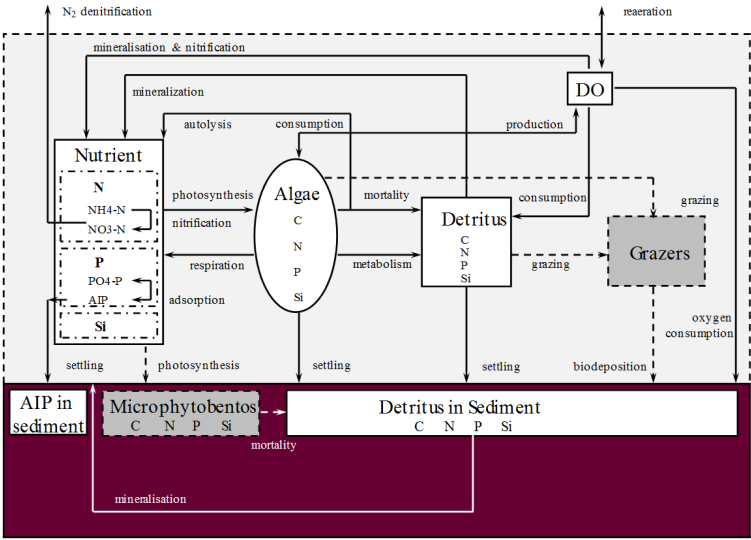 N2 denitrification
reaeration
mineralisation & nitrification
mineralization
DO
autolysis
consumption
production
Nutrient
Algae
N
NH4-N
NO3-N
photosynthesis
nitrification
mortality
consumption
grazing
C
N
P
Si
Detritus
C
N
P
Si
Grazers
P
PO4-P
AIP
respiration
metabolism
grazing
adsorption
Si
oxygen
consumption
settling
photosynthesis
settling
settling
biodeposition
AIP in
sediment
Microphytobentos
C N P Si
mortality
Detritus in Sediment
C N P Si
mineralisation